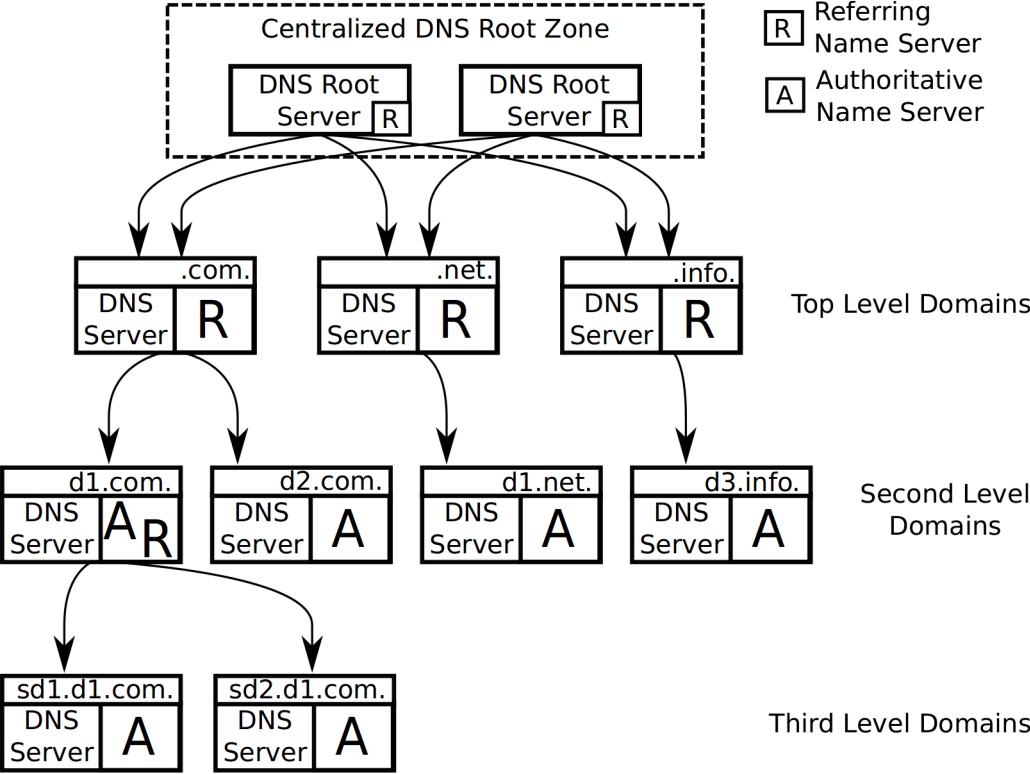 Centralized DNS Root Zone
R
Referring
Name Server
A
Authoritative
Name Server
DNS Root
Server
R
DNS Root
Server
R
.com.
DNS
Server
R
.net.
DNS
Server
R
.info.
DNS
Server
R
Top Level Domains
d1.com.
DNS
Server
A
R
d2.com.
DNS
Server
A
d1.net.
DNS
Server
A
d3.info.
DNS
Server
A
Second Level
Domains
sd1.d1.com.
DNS
Server
A
sd2.d1.com.
DNS
Server
A
Third Level Domains